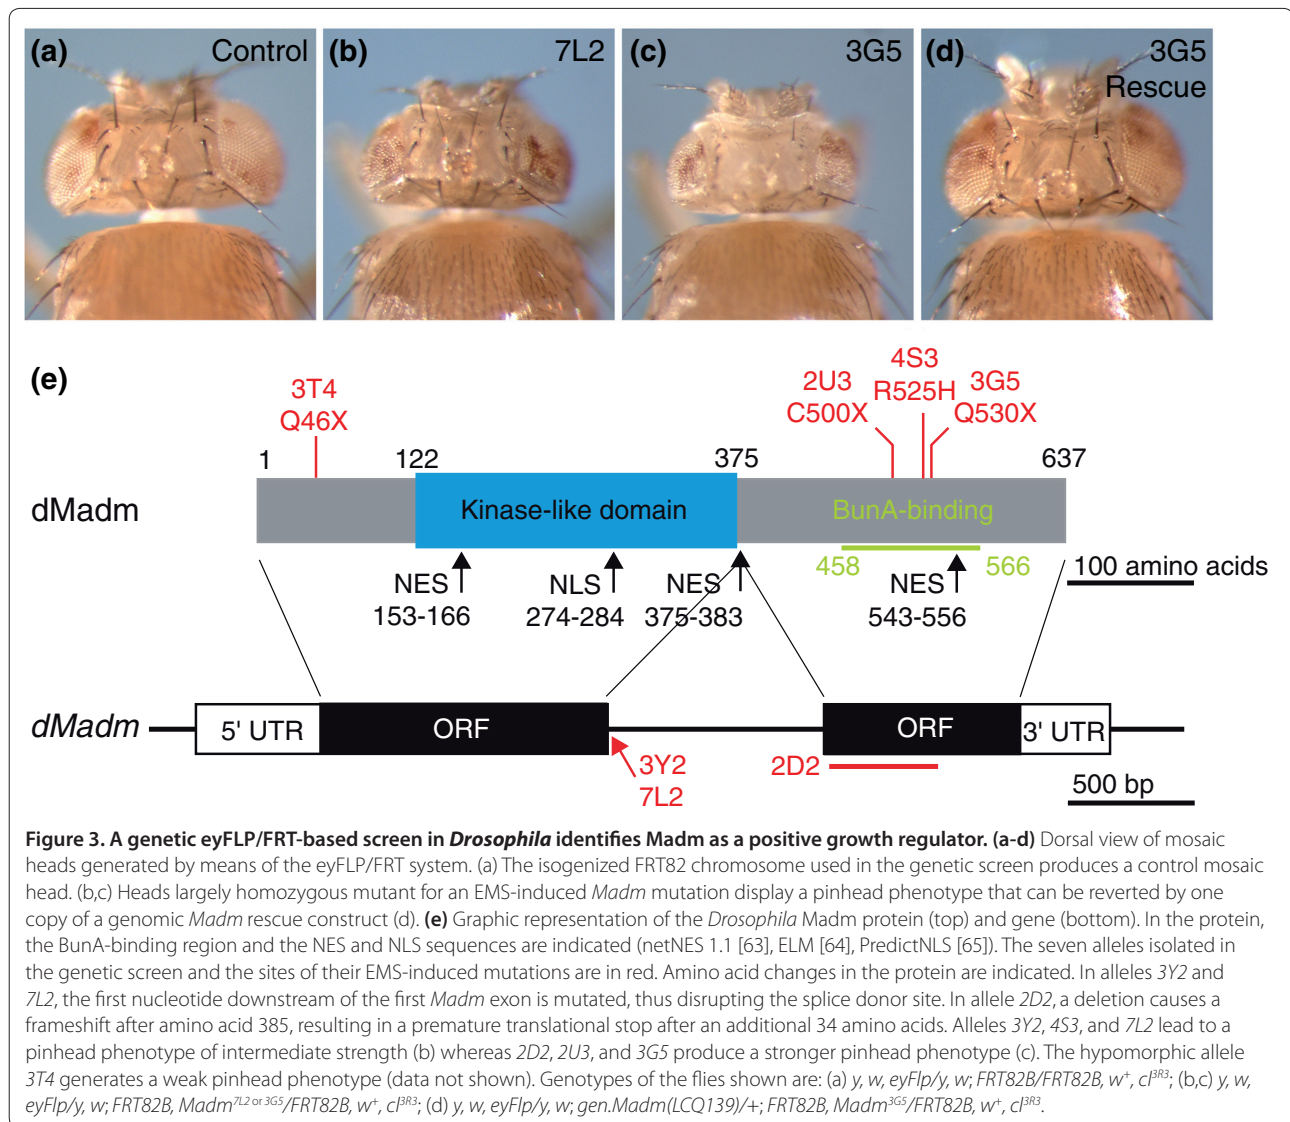 (a) Control
(b) 7L2
(c) 3G5
(d) 3G5
Rescue
(e)
3T4
Q46X
2U3
C500X
4S3
R525H
3G5
Q530X
1
122
375
637
dMadm
Kinase-like domain
BunA-binding
458
566
NES
153-166
NLS
274-284
NES
375-383
NES
543-556
100 amino acids
dMadm
5' UTR
ORF
ORF
3' UTR
3Y2
7L2
2D2
500 bp
Figure 3. A genetic eyFLP/FRT-based screen in Drosophila identifies Madm as a positive growth regulator. (a-d) Dorsal view of mosaic
heads generated by means of the eyFLP/FRT system. (a) The isogenized FRT82 chromosome used in the genetic screen produces a control mosaic
head. (b,c) Heads largely homozygous mutant for an EMS-induced Madm mutation display a pinhead phenotype that can be reverted by one
copy of a genomic Madm rescue construct (d). (e) Graphic representation of the Drosophila Madm protein (top) and gene (bottom). In the protein,
the BunA-binding region and the NES and NLS sequences are indicated (netNES 1.1 [63], ELM [64], PredictNLS [65]). The seven alleles isolated in
the genetic screen and the sites of their EMS-induced mutations are in red. Amino acid changes in the protein are indicated. In alleles 3Y2 and
7L2, the first nucleotide downstream of the first Madm exon is mutated, thus disrupting the splice donor site. In allele 2D2, a deletion causes a
frameshift after amino acid 385, resulting in a premature translational stop after an additional 34 amino acids. Alleles 3Y2, 4S3, and 7L2 lead to a
pinhead phenotype of intermediate strength (b) whereas 2D2, 2U3, and 3G5 produce a stronger pinhead phenotype (c). The hypomorphic allele
3T4 generates a weak pinhead phenotype (data not shown). Genotypes of the flies shown are: (a) y, w, eyFlp/y, w; FRT82B/FRT82B, w⁺, cl³ᴿ³; (b,c) y, w,
eyFlp/y, w; FRT82B, Madm⁷ᴸ² ᵒʳ ³ᴳ⁵/FRT82B, w⁺, cl³ᴿ³; (d) y, w, eyFlp/y, w; gen.Madm(LCQ139)/+; FRT82B, Madm³ᴳ⁵/FRT82B, w⁺, cl³ᴿ³.